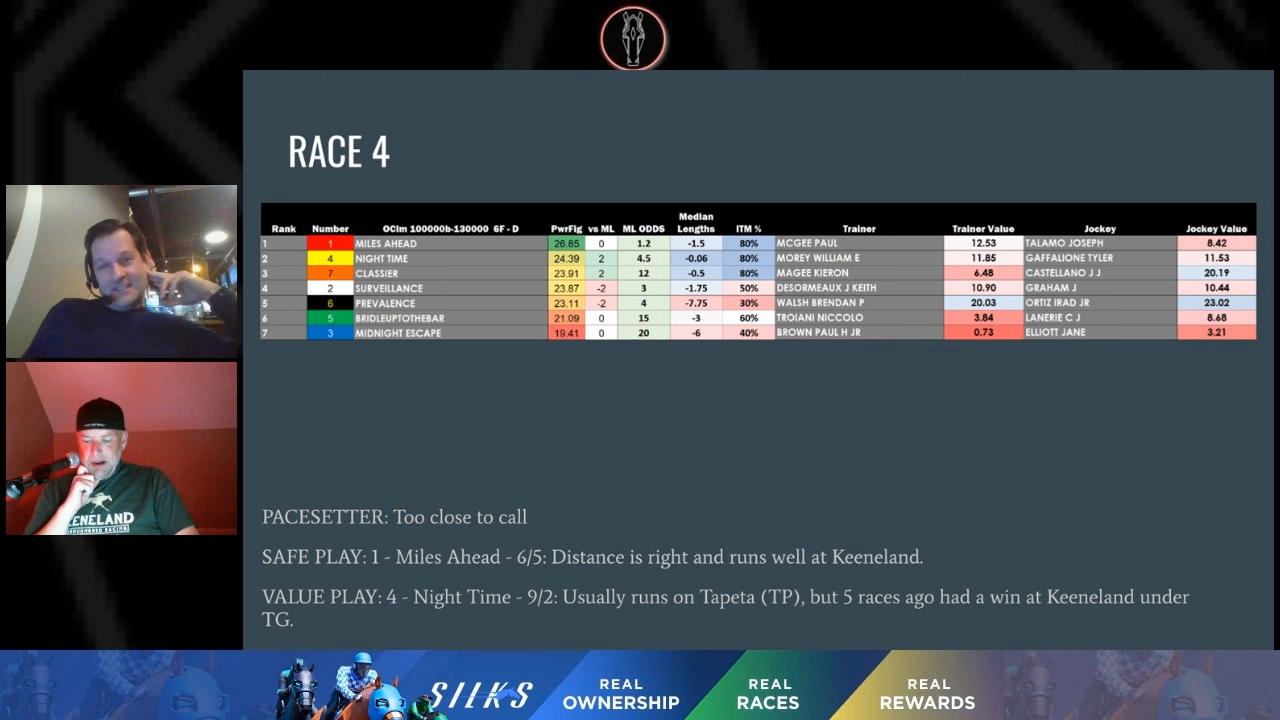 RACE 4
Median
Rank Number OClm 100000b-130000 6F - D PwrFig vs ML ML ODDS Lengths ITM % Trainer Trainer Value Jockey Jockey Value
1 1 MILES AHEAD 26.85 0 1.2 -1.5 80% MCGEE PAUL 12.53 TALAMO JOSEPH 8.42
2 4 NIGHT TIME 24.39 2 4.5 -0.06 80% MOREY WILLIAM E 11.85 GAFFALIONE TYLER 11.53
3 7 CLASSIER 23.91 2 12 -0.5 80% MAGEE KIERON 6.48 CASTELLANO J J 20.19
4 2 SURVEILLANCE 23.87 -2 3 -1.75 50% DESORMEAUX J KEITH 10.90 GRAHAM J 10.44
5 6 PREVALENCE 23.11 -2 4 -7.75 30% WALSH BRENDAN P 20.03 ORTIZ IRAD JR 23.02
6 5 BRIDLEUPTOTHEBAR 21.09 0 15 -3 60% TROIANI NICCOLO 3.84 LANERIE C J 8.68
7 3 MIDNIGHT ESCAPE 19.41 0 20 -6 40% BROWN PAUL H JR 0.73 ELLIOTT JANE 3.21
PACESETTER: Too close to call
SAFE PLAY: 1 - Miles Ahead - 6/5: Distance is right and runs well at Keeneland.
VALUE PLAY: 4 - Night Time - 9/2: Usually runs on Tapeta (TP), but 5 races ago had a win at Keeneland under
TG.
SILKS
REAL
OWNERSHIP
REAL
RACES
REAL
REWARDS